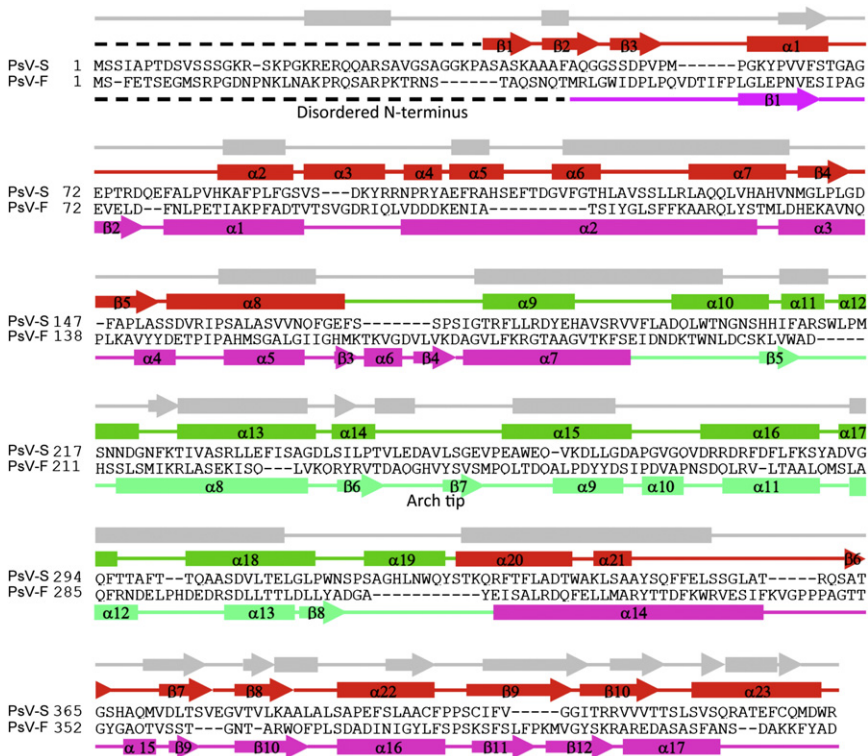 β1 β2 β3 α1
PsV-S 1 MSSIAPTDSVSSSGKR-SKPGKRERQQARSAVGSAGGKPASASKAAAFAQGGSSDPVPM------PGKYPVVFSTGAG
PsV-F 1 MS-FETSEGMSRPGDNPNKLNAKPRQSARPKTRNS-----TAQSNQTMRLGWIDPLPQVDTIFPLGLEPNVESIPAG
Disordered N-terminus
β1
α2 α3 α4 α5 α6 α7 β4
PsV-S 72 EPTRDQEFALPVHKAFPLFGSVS---DKYRRNPRYAEFRAHSEFTDGVFGTHLAVSSLLRLAQQLVHAHVNMGLPLGD
PsV-F 72 EVELD--FNLPETIAKPFADTVTSVGDRIQLVDDDKENIA----------TSIYGLSFFKAARQLYSTMLDHEKAVNQ
β2 α1 α2 α3
β5 α8 α9 α10 α11 α12
PsV-S 147 -FAPLASSDVRIPSALASVVNQFGEFS--------SPSIGTRFLLRDYEHAVSRVVFLADQLWTNGNSHHIFARSWLPM
PsV-F 138 PLKAVYYDETPIPAHMSGALGIIGHMKTKVGDVLVKDAGVLFKRGTAAGVTKFSEIDNDKTWNLDCSKLVWAD------
α4 α5 β3 α6 β4 α7 β5
α13 α14 α15 α16 α17
PsV-S 217 SNNDGNFKTIVASRLLEFISAGDLSILPTVLEDAVLSGEVPEAWEQ-VKDLLGDAPGVGQVDRRDRFDFLFKSYADVG
PsV-F 211 HSSLSMIKRLASEKISQ---LVKQRYRVTDAQGHVYSVSMPQLTDQALPDYYDSIPDVAPNSDQLRV-LTAALQMSLA
α8 β6 β7 α9 α10 α11
Arch tip
α18 α19 α20 α21 β6
PsV-S 294 QFTTAFT--TQAASDVLTELGLPWNSPSAGHLNWQYSTKQRFTFLADTWAKLSAAYSQFFELSSGLAT-----RQSAT
PsV-F 285 QFRNDELPHDEDRSDLLTTLDLLYADGA----------YEISALRDQFELLMARYTTDFKWRVESIFKVGPPPAGTT
α12 α13 β8 α14
β7 β8 α22 β9 β10 α23
PsV-S 365 GSHAQMVDLTSVEGVTVLKAALALSAPEFSLAACFPPSCIFV-----GGITRRVVVTTSLSVSQRATEFCQMDWR
PsV-F 352 GYGAQTVSST---GNT-ARWQFPLSDADINIGYLFSPSKSFSLFPKMVGYSKRAREDASASFANS---DAKKFYAD
α 15 β9 β10 α16 β11 β12 α17